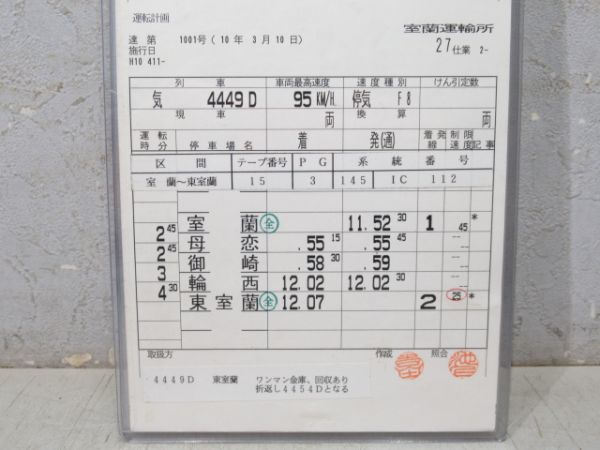 運転計画
達 第 1001号 ( 10 年 3 月 10 日 )
施行日
H10 411-
室蘭運輸所
27 仕業 2-
列 車 車両最高速度 速度種別 けん引定数
気 4449D 95 KM/H. 停気 F8
現 車 両 換 算 両
運転時分 停車場名 着 発(通) 着発線 制限速度 記事
区 間 テープ番号 P G 系 統 番 号
室 蘭〜東室蘭 15 3 145 IC 112
室 蘭 全 11.52 30 1 45 *
2 45
母 恋 .55 15 .55 45
2 45
御 崎 .58 30 .59
3
輪 西 12.02 12.02 30
4 30
東室蘭 全 12.07 2 25 *
取扱方 作成 照合
4449D 東室蘭 ワンマン金庫、回収あり
折返し4454Dとなる